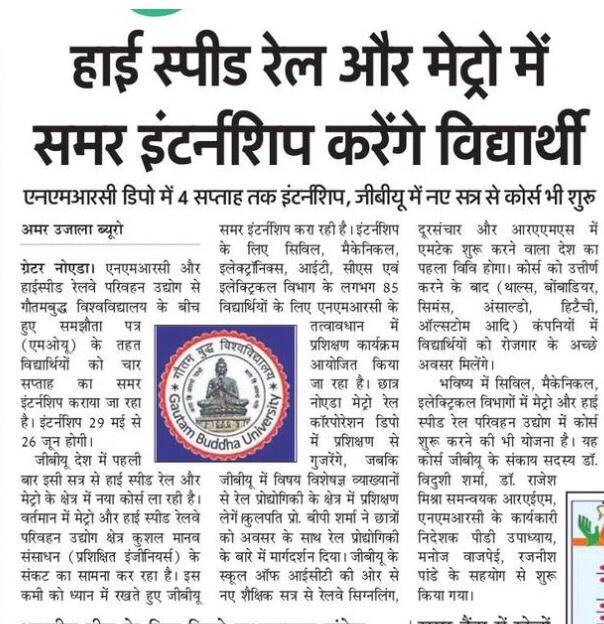 हाई स्पीड रेल और मेट्रो में
समर इंटर्नशिप करेंगे विद्यार्थी
एनएमआरसी डिपो में 4 सप्ताह तक इंटर्नशिप, जीबीयू में नए सत्र से कोर्स भी शुरू
अमर उजाला ब्यूरो
ग्रेटर नोएडा। एनएमआरसी और
हाईस्पीड रेलवे परिवहन उद्योग से
गौतमबुद्ध विश्वविद्यालय के बीच
हुए समझौता पत्र
(एमओयू) के तहत
विद्यार्थियों को चार
सप्ताह का समर
इंटर्नशिप कराया जा रहा
है। इंटर्नशिप 29 मई से
26 जून होगी।
जीबीयू देश में पहली
बार इसी सत्र से हाई स्पीड रेल और
मेट्रो के क्षेत्र में नया कोर्स ला रही है।
वर्तमान में मेट्रो और हाई स्पीड रेलवे
परिवहन उद्योग क्षेत्र कुशल मानव
संसाधन (प्रशिक्षित इंजीनियर्स) के
संकट का सामना कर रहा है। इस
कमी को ध्यान में रखते हुए जीबीयू
गौतम बुद्ध विश्वविद्यालय
Gautam Buddha University
समर इंटर्नशिप करा रही है। इंटर्नशिप
के लिए सिविल, मैकेनिकल,
इलेक्ट्रॉनिक्स, आईटी, सीएस एवं
इलेक्ट्रिकल विभाग के लगभग 85
विद्यार्थियों के लिए एनएमआरसी के
तत्वावधान में
प्रशिक्षण कार्यक्रम
आयोजित किया
जा रहा है। छात्र
नोएडा मेट्रो रेल
कॉरपोरेशन डिपो
में प्रशिक्षण से
गुजरेंगे, जबकि
जीबीयू में विषय विशेषज्ञ व्याख्यानों
से रेल प्रोद्योगिकी के क्षेत्र में प्रशिक्षण
लेगें।कुलपति प्रो. बीपी शर्मा ने छात्रों
को अवसर के साथ रेल प्रोद्योगिकी
के बारे में मार्गदर्शन दिया। जीबीयू के
स्कूल ऑफ आईसीटी की ओर से
नए शैक्षिक सत्र से रेलवे सिग्नलिंग,
दूरसंचार और आरएएमएस में
एमटेक शुरू करने वाला देश का
पहला विवि होगा। कोर्स को उत्तीर्ण
करने के बाद (थाल्स, बोंबाडियर,
सिमंस, अंसाल्डो, हिटैची,
ऑल्सटोम आदि) कंपनियों में
विद्यार्थियों को रोजगार के अच्छे
अवसर मिलेंगे।
भविष्य में सिविल, मैकेनिकल,
इलेक्ट्रिकल विभागों में मेट्रो और हाई
स्पीड रेल परिवहन उद्योग में कोर्स
शुरू करने की भी योजना है। यह
कोर्स जीबीयू के संकाय सदस्य डॉ.
विदुशी शर्मा, डॉ. राजेश
मिश्रा समन्वयक आरएईएम,
एनएमआरसी के कार्यकारी
निदेशक पीडी उपाध्याय,
मनोज वाजपेई, रजनीश
पांडे के सहयोग से शुरू
किया गया।